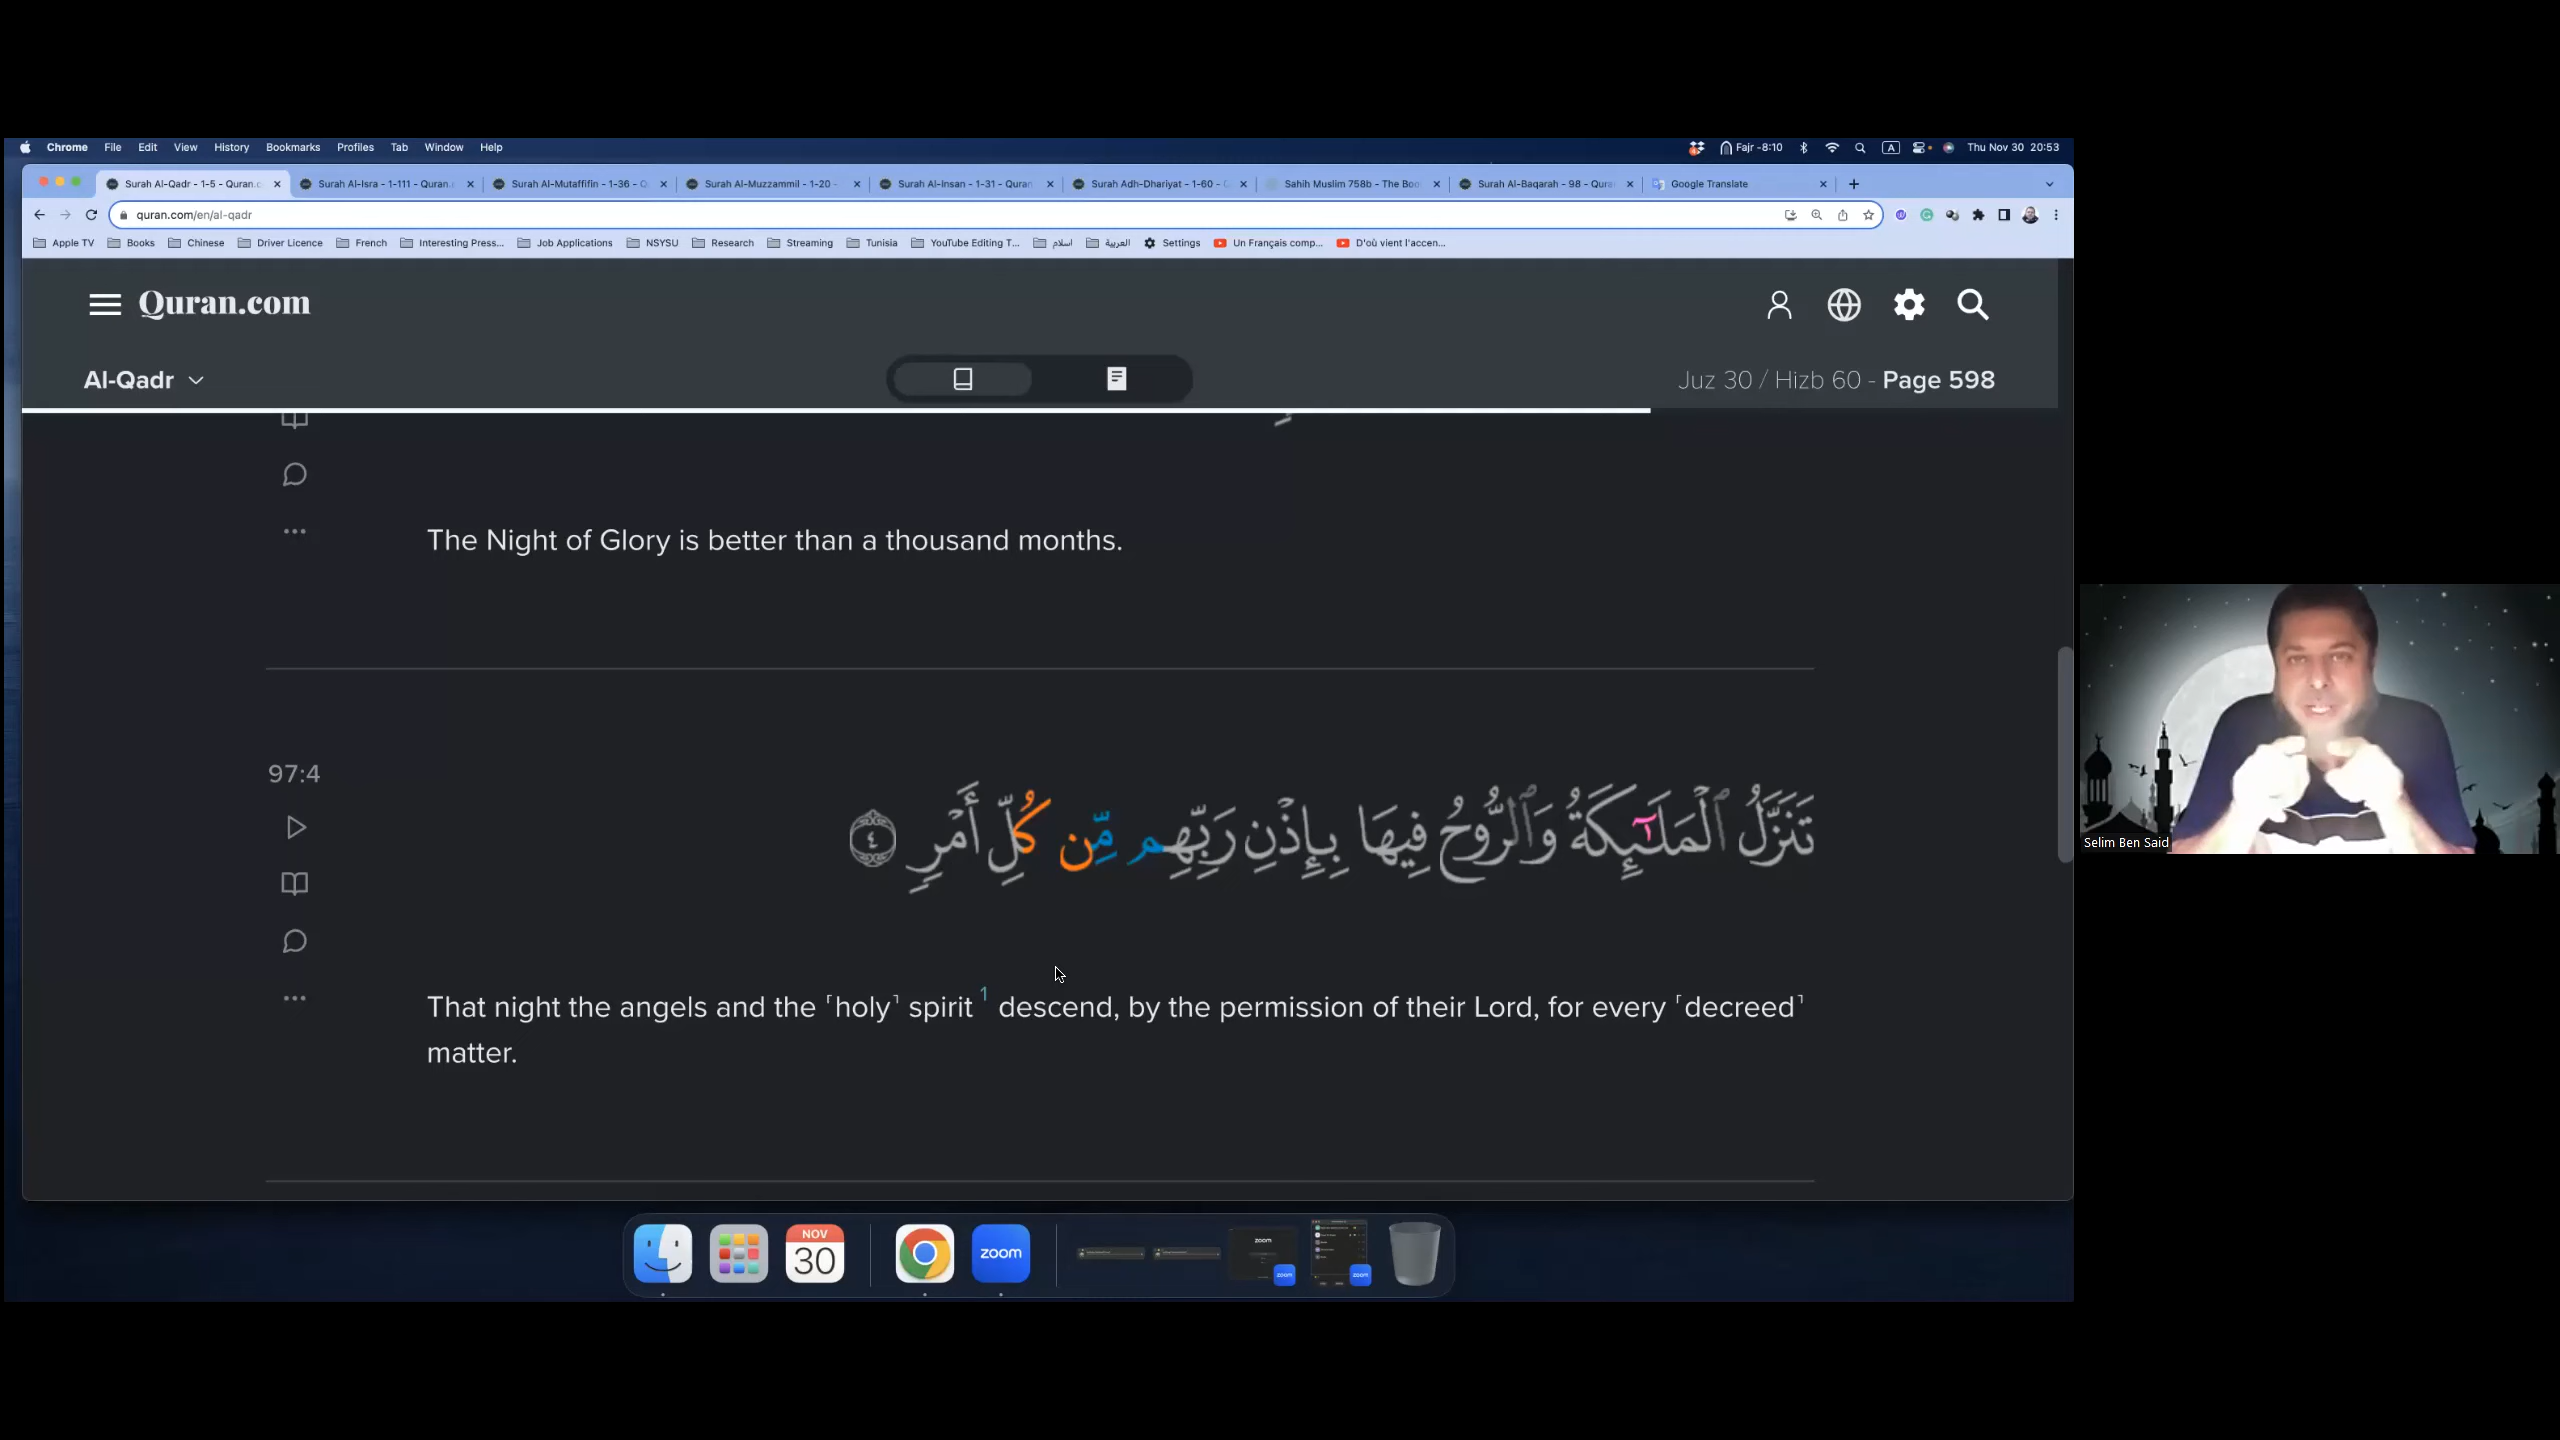 Chrome File Edit View History Bookmarks Profiles Tab Window Help
Fajr -8:10 A Thu Nov 30 20:53
Surah Al-Qadr - 1-5 - Quran.c
Surah Al-Isra - 1-111 - Quran.
Surah Al-Mutaffifin - 1-36 - Q
Surah Al-Muzzammil - 1-20 -
Surah Al-Insan - 1-31 - Quran
Surah Adh-Dhariyat - 1-60 -
Sahih Muslim 758b - The Boo
Surah Al-Baqarah - 98 - Qura
Google Translate
quran.com/en/al-qadr
Apple TV Books Chinese Driver Licence French Interesting Press... Job Applications NSYSU Research Streaming Tunisia YouTube Editing T... اسلام العربية Settings Un Français comp... D'où vient l'accen...
Quran.com
Al-Qadr
Juz 30 / Hizb 60 - Page 598
The Night of Glory is better than a thousand months.
97:4
تَنَزَّلُ ٱلْمَلَـٰٓئِكَةُ وَٱلرُّوحُ فِيهَا بِإِذْنِ رَبِّهِم مِّن كُلِّ أَمْرٍ ٤
That night the angels and the ˹holy˺ spirit 1 descend, by the permission of their Lord, for every ˹decreed˺
matter.
Selim Ben Said
NOV
30
zoom
zoom
zoom
zoom